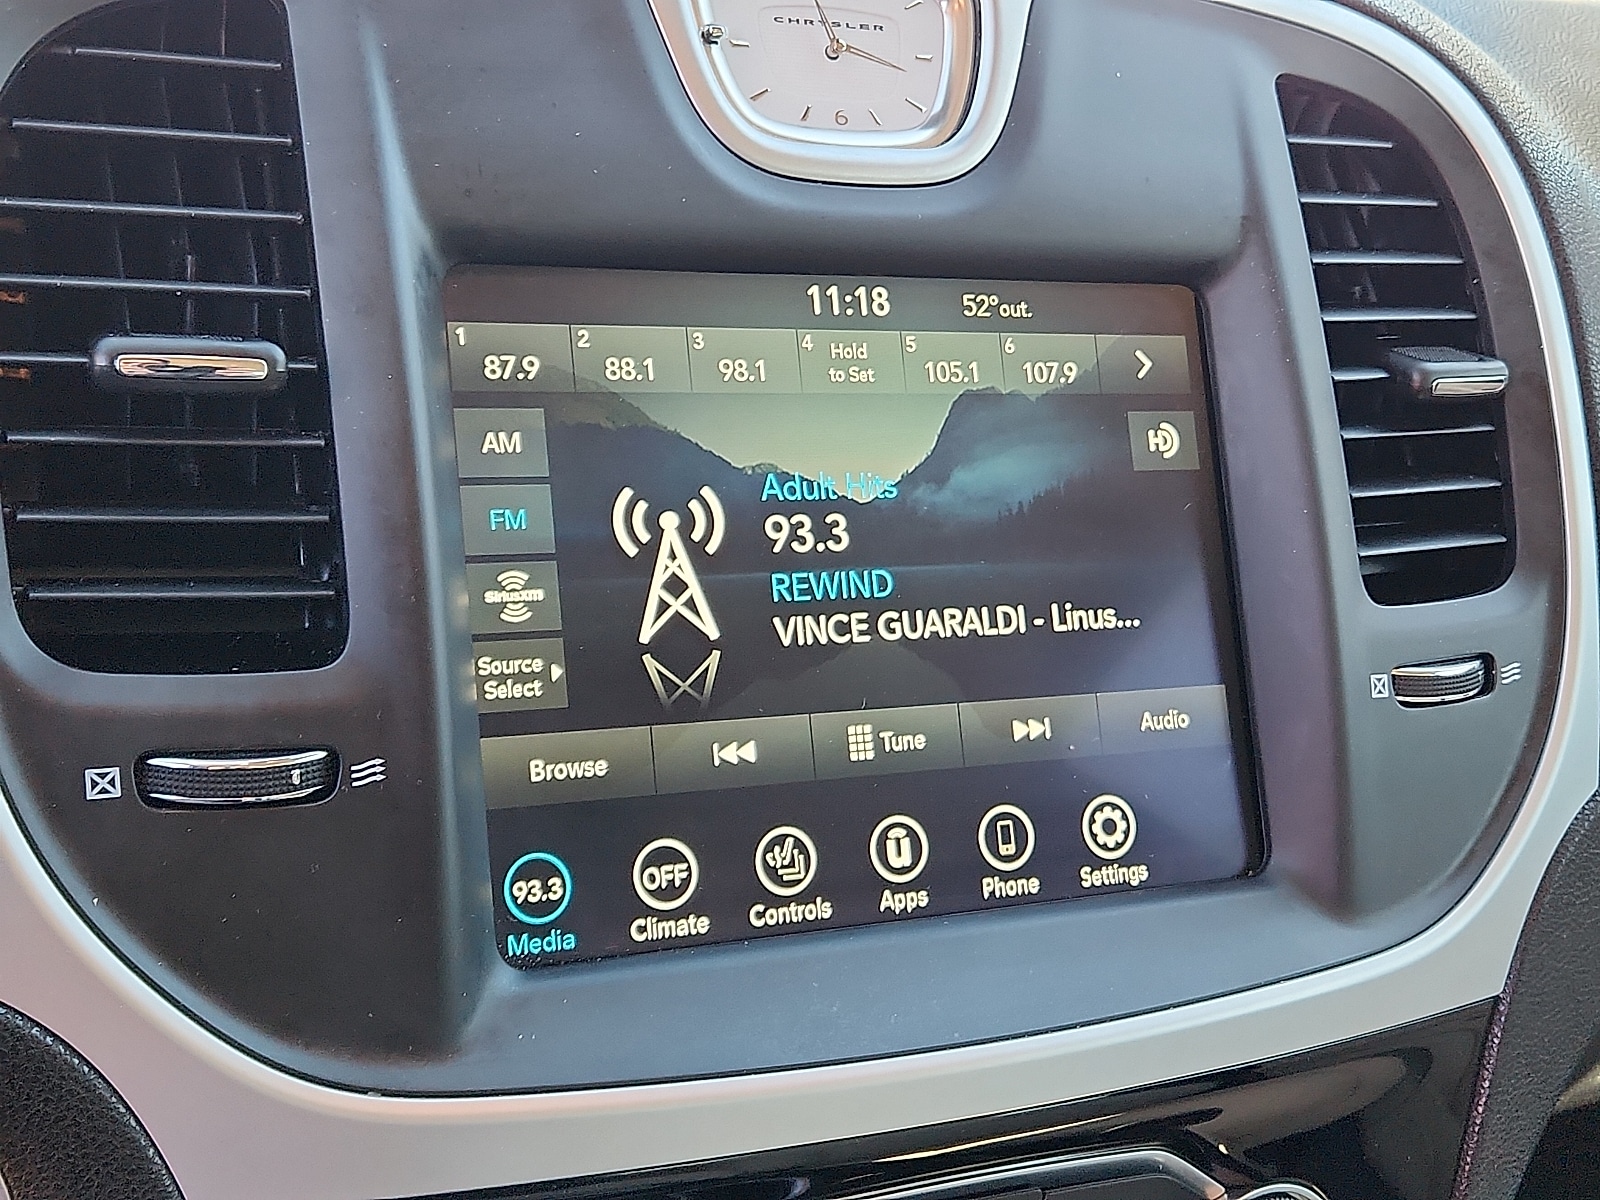 CHRYSLER
6
11:18 52° out.
1 87.9
2 88.1
3 98.1
4 Hold
to Set
5 105.1
6 107.9
AM
HD
Adult Hits
FM
93.3
REWIND
SiriusXM
VINCE GUARALDI - Linus...
Source
Select
Browse
Tune
Audio
93.3
OFF
û
Media
Climate
Controls
Apps
Phone
Settings